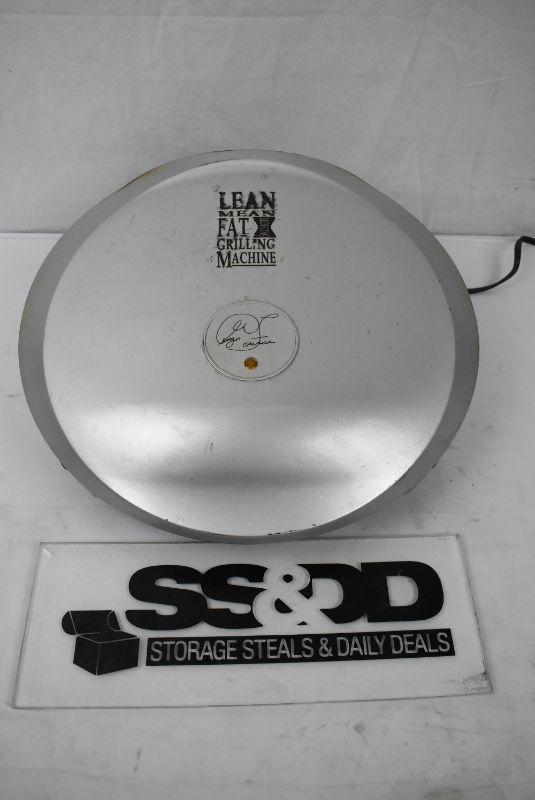 LEAN
MEAN
FAT
GRILLING
MACHINE
SS&DD
STORAGE STEALS & DAILY DEALS